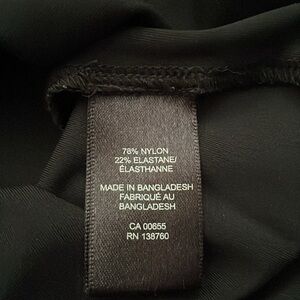 78% NYLON
22% ELASTANE/
ÉLASTHANNE
MADE IN BANGLADESH
FABRIQUÉ AU
BANGLADESH
CA 00655
RN 138760